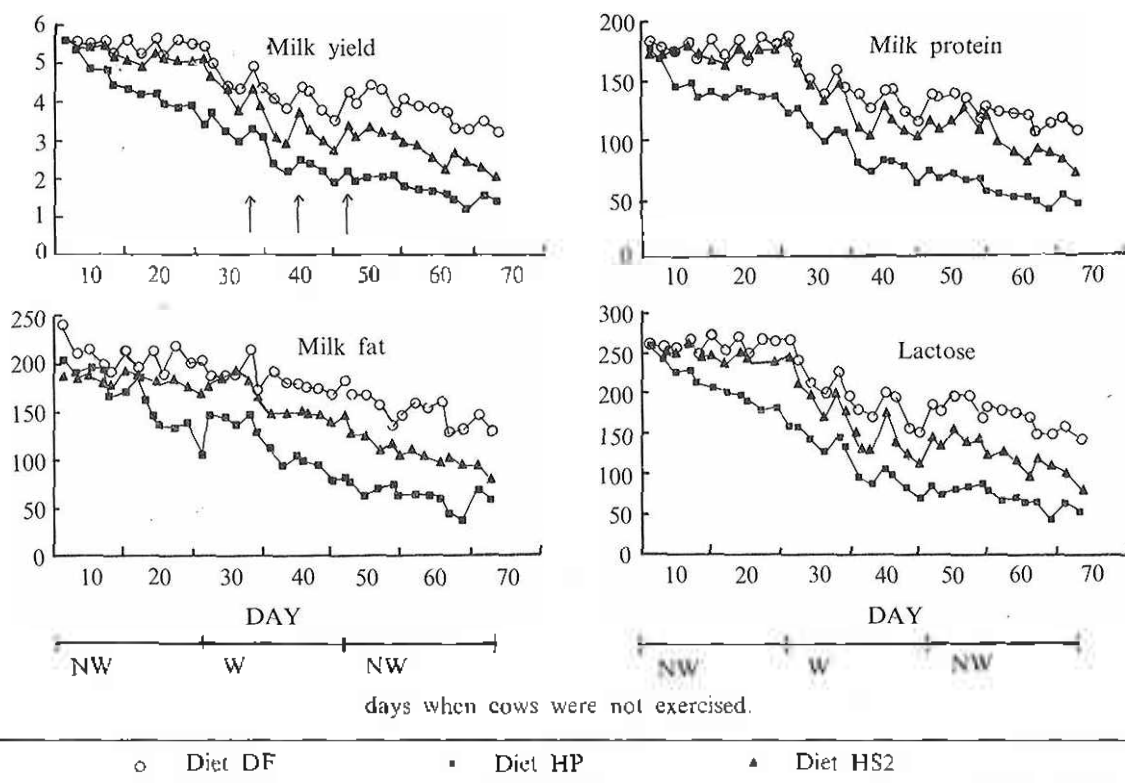 6
5
4
3
2
1
0
Milk yield
10 20 30 40 50 60 70
200
150
100
50
0
Milk protein
10 20 30 40 50 60 70
250
200
150
100
50
0
Milk fat
10 20 30 40 50 60 70
DAY
NW W NW
300
250
200
150
100
50
0
Lactose
10 20 30 40 50 60 70
DAY
NW W NW
days when cows were not exercised.
Diet DF Diet HP Diet HS2